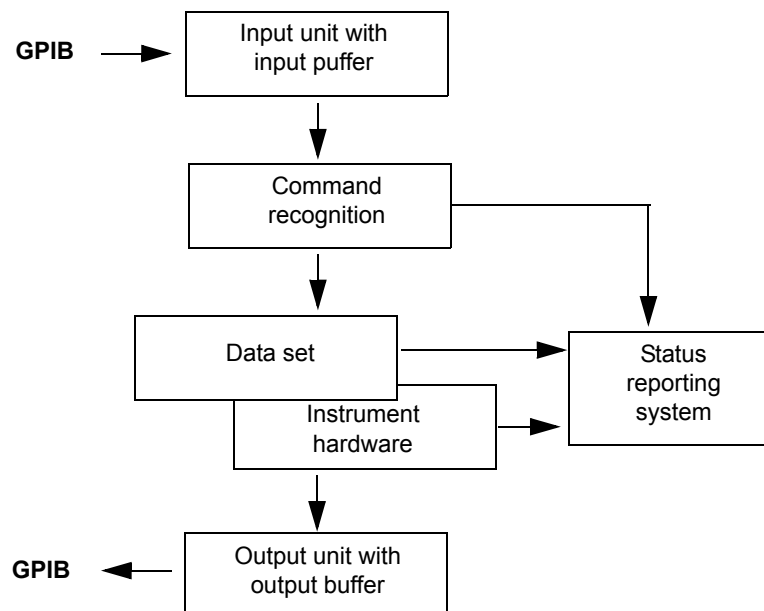 GPIB
Input unit with
input puffer
Command
recognition
Data set
Instrument
hardware
Status
reporting
system
Output unit with
output buffer
GPIB